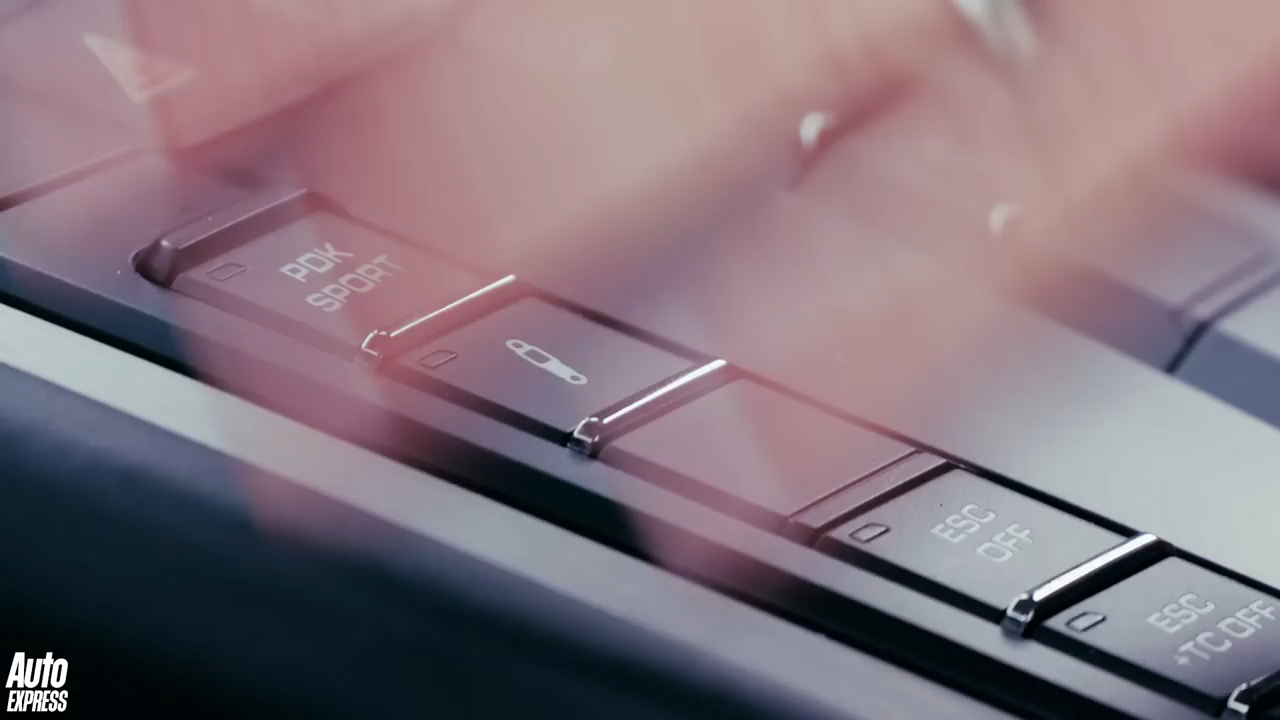 PDK
SPORT
ESC
OFF
ESC
+TC OFF
Auto
EXPRESS